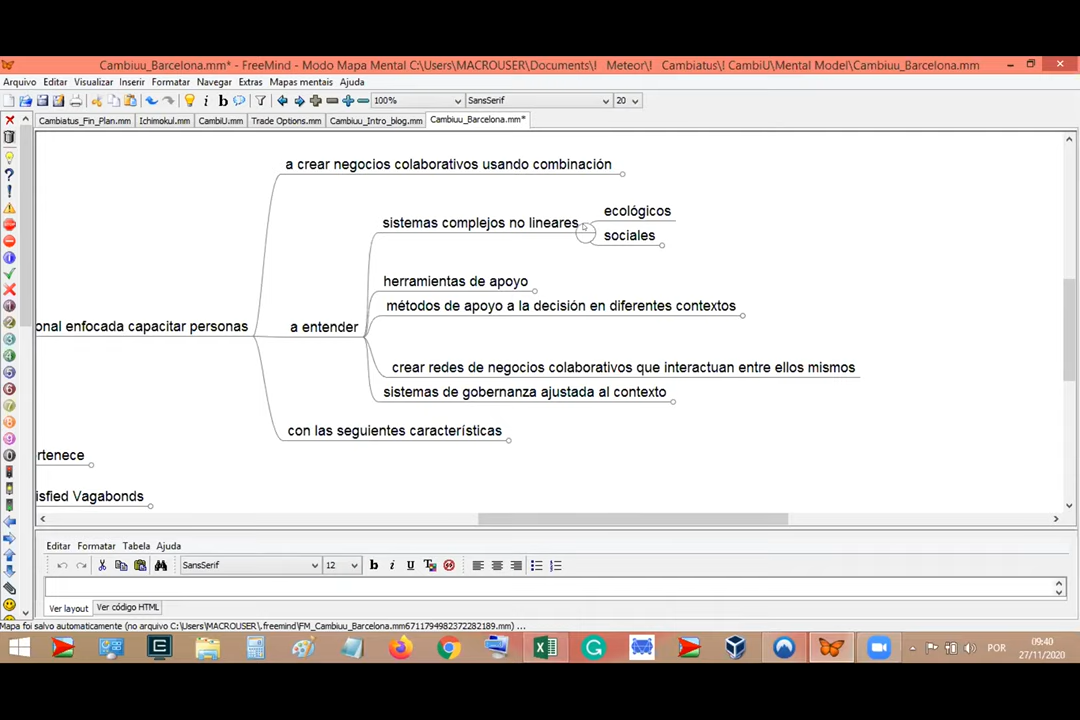 Cambiuu_Barcelona.mm* - FreeMind - Modo Mapa Mental C:\Users\MACROUSER\Documents\! Meteor\! Cambiatus\! CambiU\Mental Model\Cambiuu_Barcelona.mm
Arquivo Editar Visualizar Inserir Formatar Navegar Extras Mapas mentais Ajuda
100% SansSerif 20
Cambiatus_Fin_Plan.mm Ichimokul.mm CambiU.mm Trade Options.mm Cambiuu_Intro_blog.mm Cambiuu_Barcelona.mm*
a crear negocios colaborativos usando combinación
ecológicos
sistemas complejos no lineares
sociales
herramientas de apoyo
métodos de apoyo a la decisión en diferentes contextos
onal enfocada capacitar personas
a entender
crear redes de negocios colaborativos que interactuan entre ellos mismos
sistemas de gobernanza ajustada al contexto
con las seguientes características
rtenece
isfied Vagabonds
Editar Formatar Tabela Ajuda
SansSerif 12
Ver layout Ver código HTML
Mapa foi salvo automaticamente (no arquivo C:\Users\MACROUSER\.freemind\FM_Cambiuu_Barcelona.mm6711794982372282189.mm) ...
09:40
POR
27/11/2020